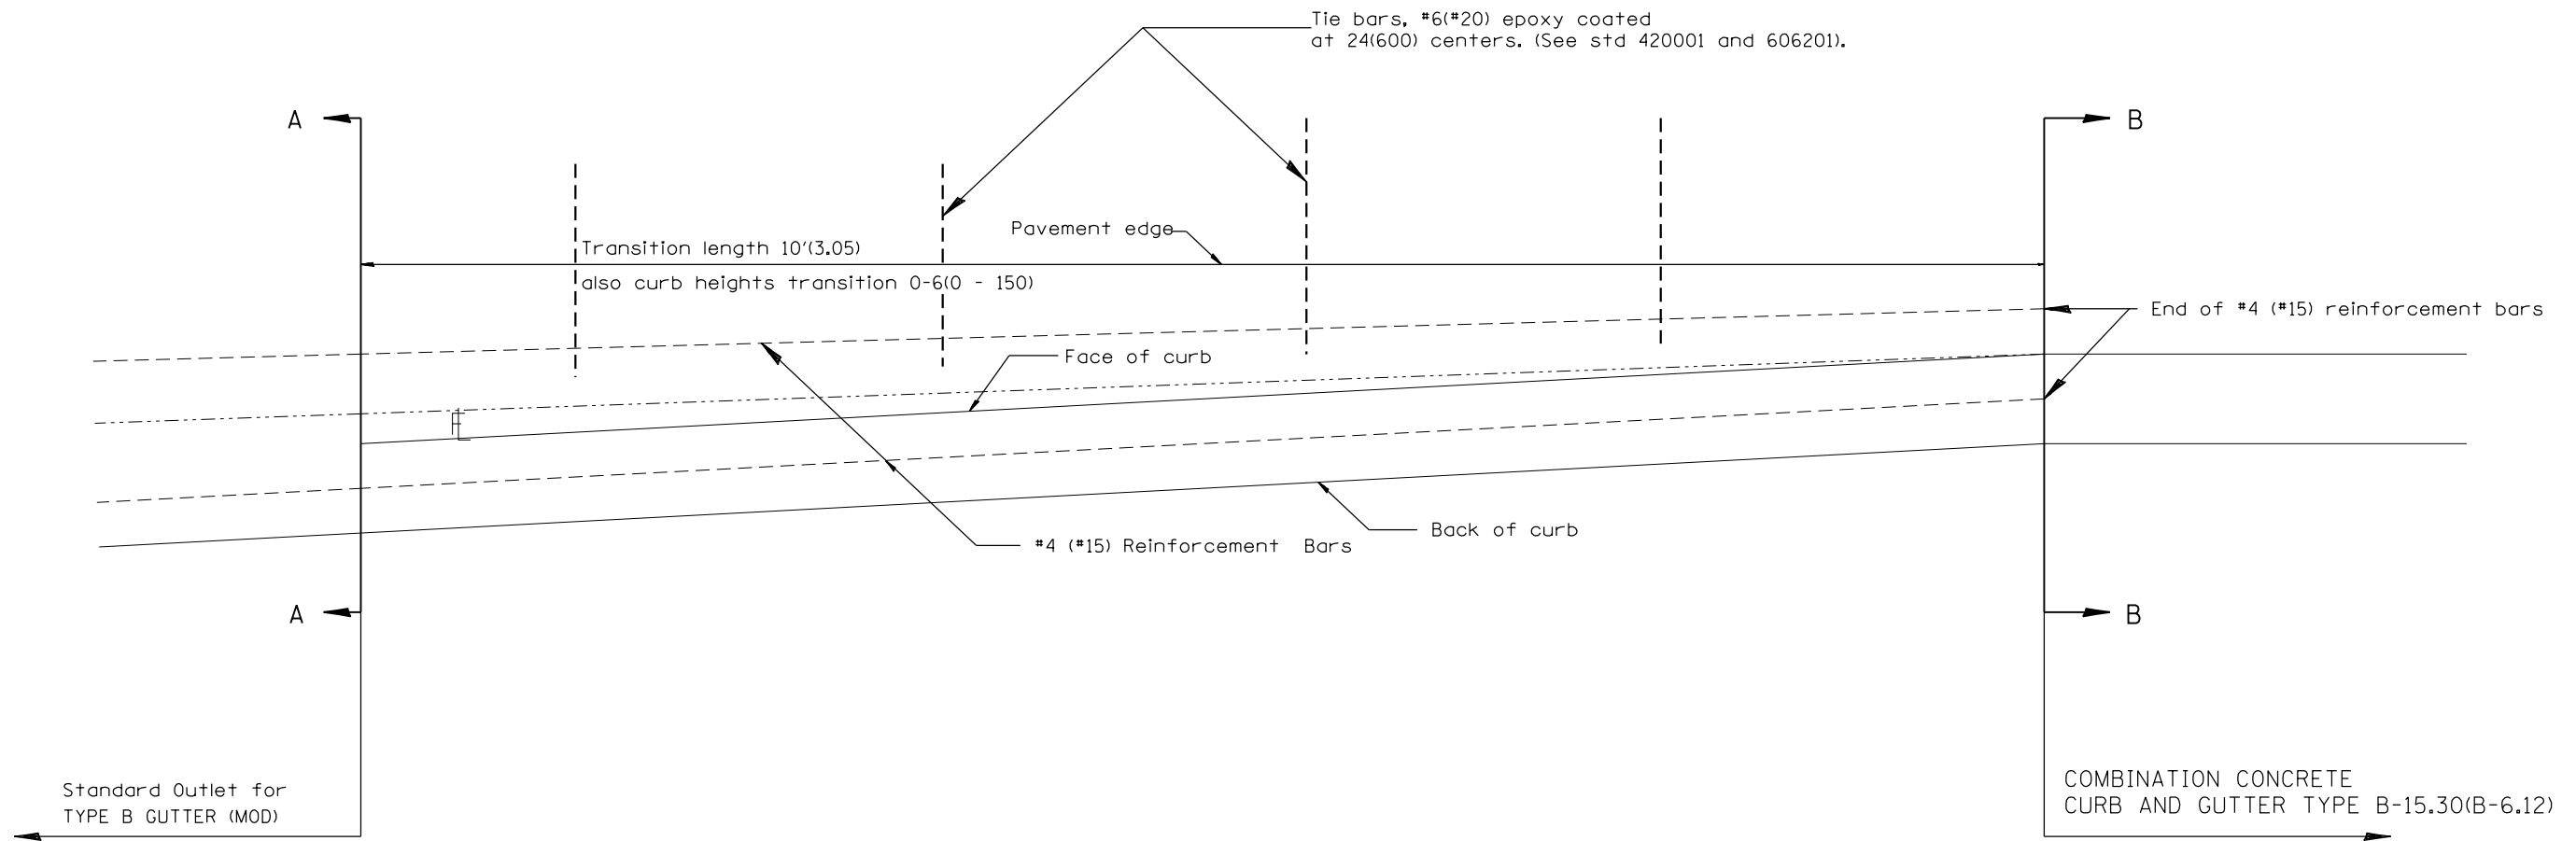 Tie bars, #6(#20) epoxy coated
at 24(600) centers. (See std 420001 and 606201).
A
B
Pavement edge
Transition length 10'(3.05)
also curb heights transition 0-6(0 - 150)
End of #4 (#15) reinforcement bars
Face of curb
Back of curb
#4 (#15) Reinforcement Bars
A
B
Standard Outlet for
TYPE B GUTTER (MOD)
COMBINATION CONCRETE
CURB AND GUTTER TYPE B-15.30(B-6.12)